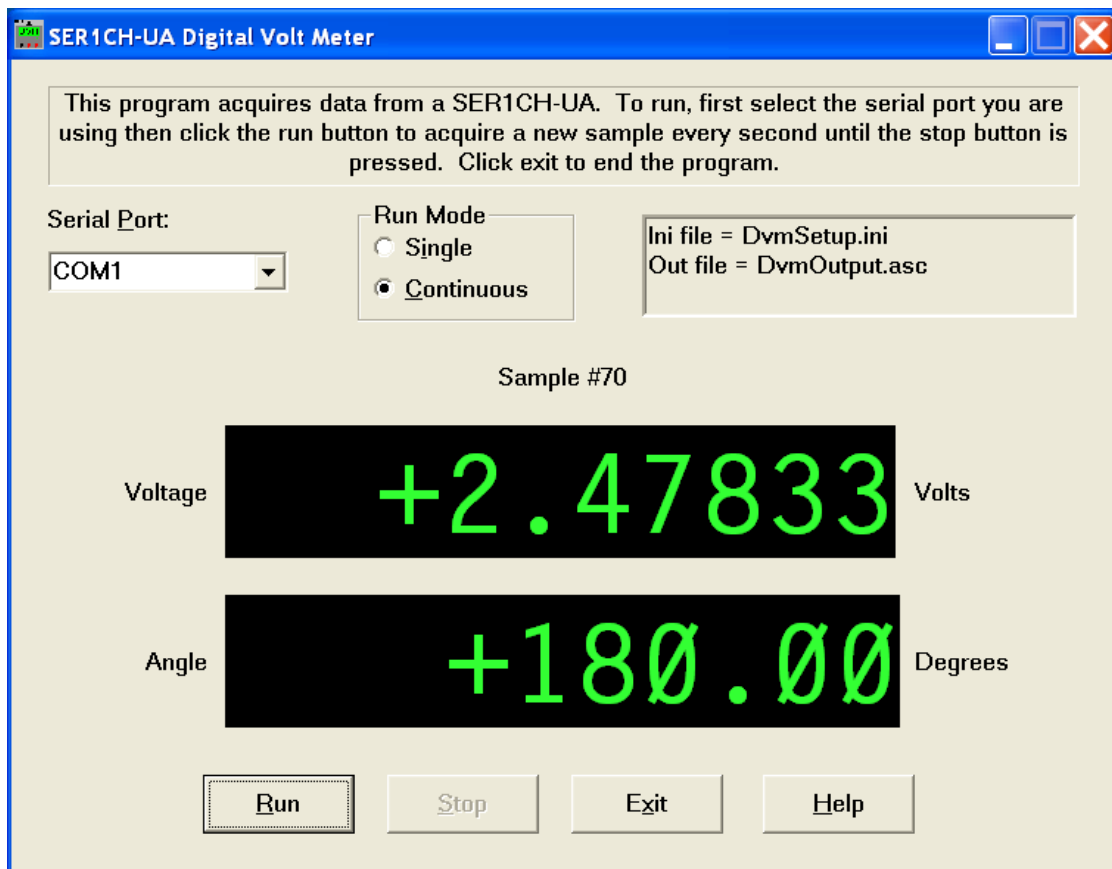 SER1CH-UA Digital Volt Meter
This program acquires data from a SER1CH-UA.  To run, first select the serial port you are
using then click the run button to acquire a new sample every second until the stop button is
pressed.  Click exit to end the program.
Serial Port:
COM1
Run Mode
Single
Continuous
Ini file = DvmSetup.ini
Out file = DvmOutput.asc
Sample #70
Voltage +2.47833 Volts
Angle +180.00 Degrees
Run Stop Exit Help